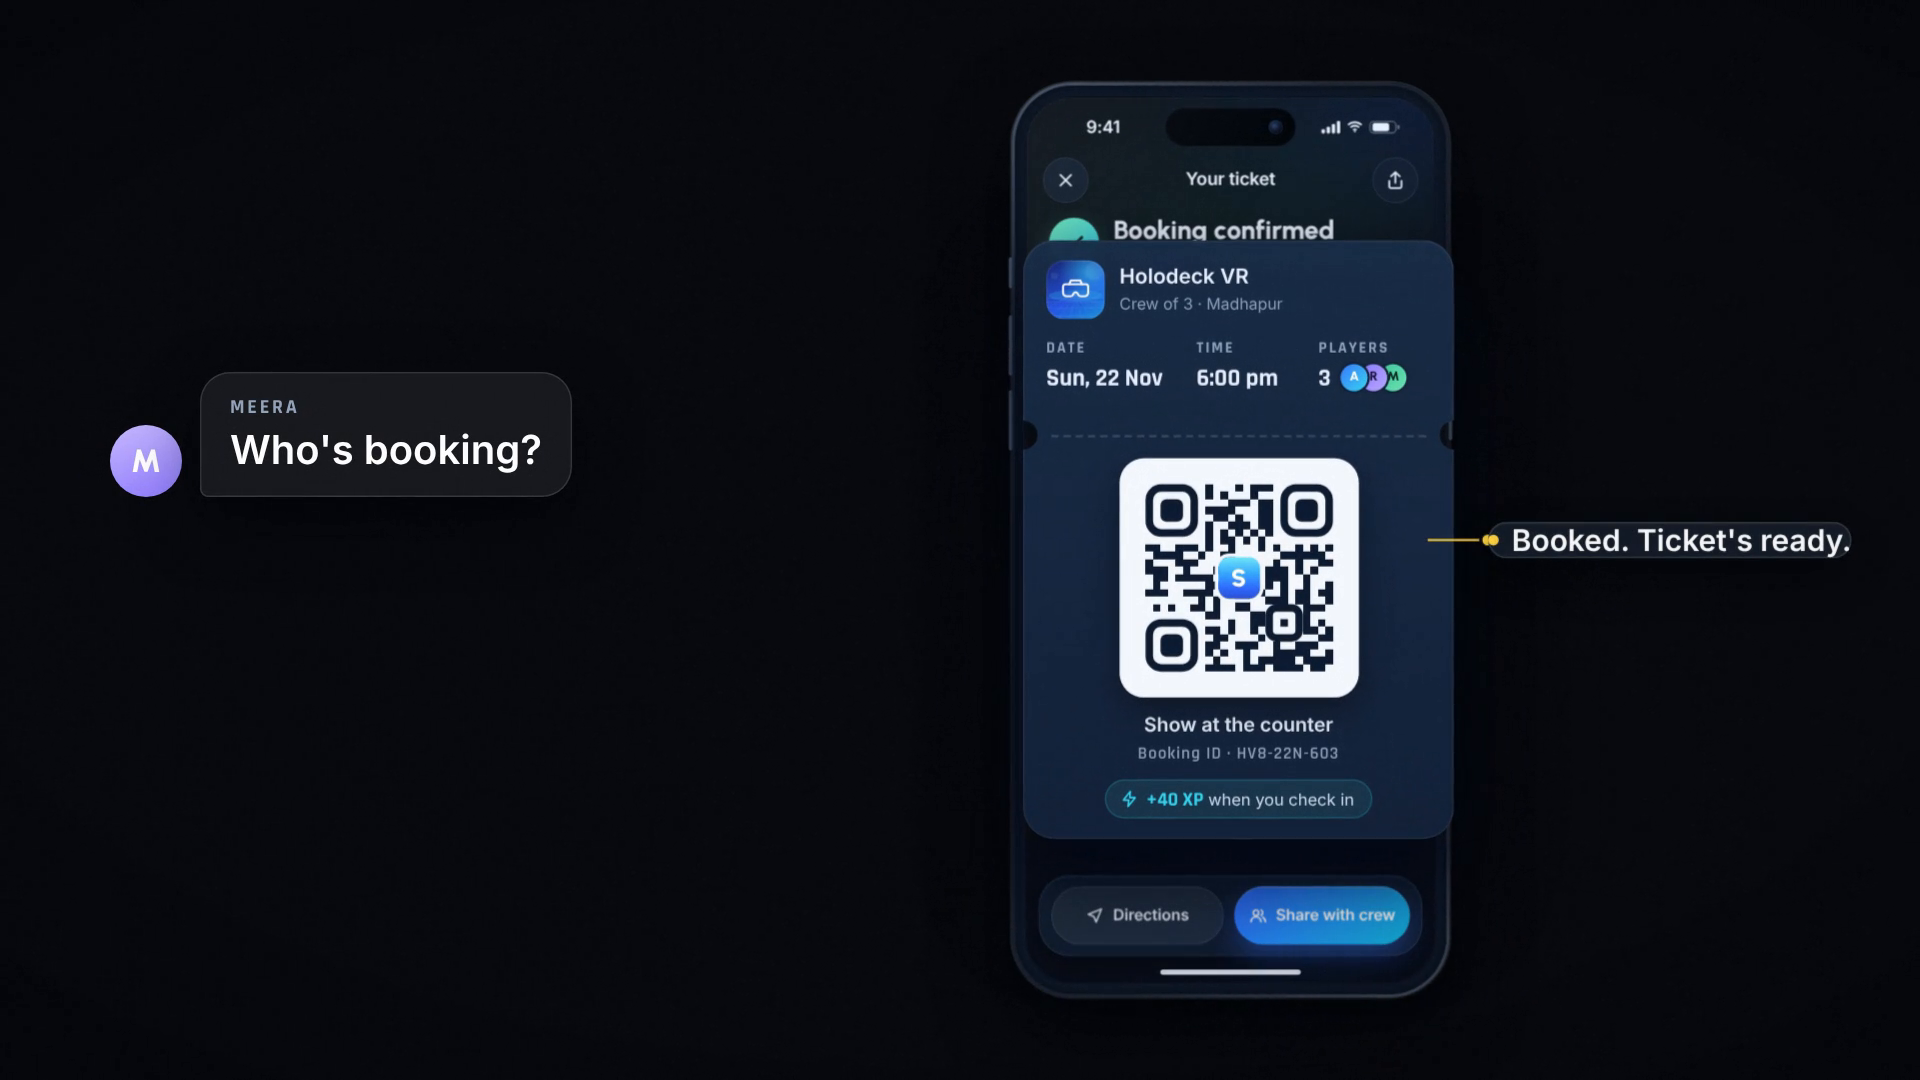 MEERA
M
Who's booking?
9:41
Your ticket
Booking confirmed
Holodeck VR
Crew of 3 · Madhapur
DATE TIME PLAYERS
Sun, 22 Nov 6:00 pm 3 A R M
S
Show at the counter
Booking ID · HV8-22N-603
+40 XP when you check in
Directions Share with crew
Booked. Ticket's ready.